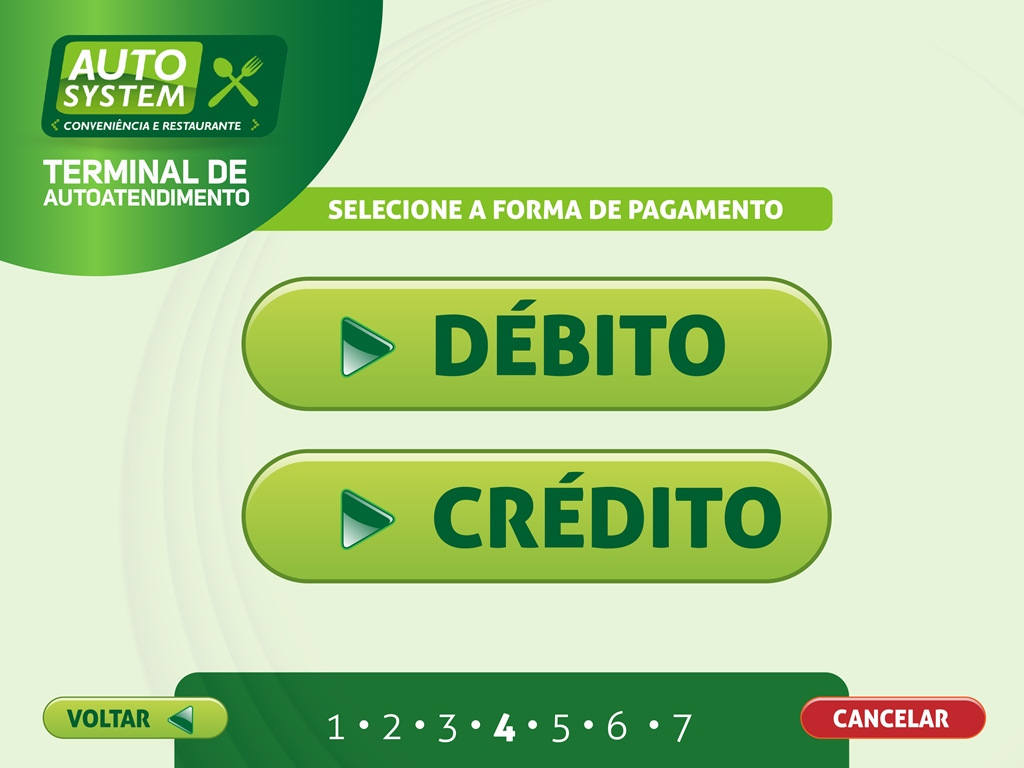 AUTO
SYSTEM
CONVENIÊNCIA E RESTAURANTE
TERMINAL DE
AUTOATENDIMENTO
SELECIONE A FORMA DE PAGAMENTO
DÉBITO
CRÉDITO
VOLTAR
1 • 2 • 3 • 4 • 5 • 6 • 7
CANCELAR